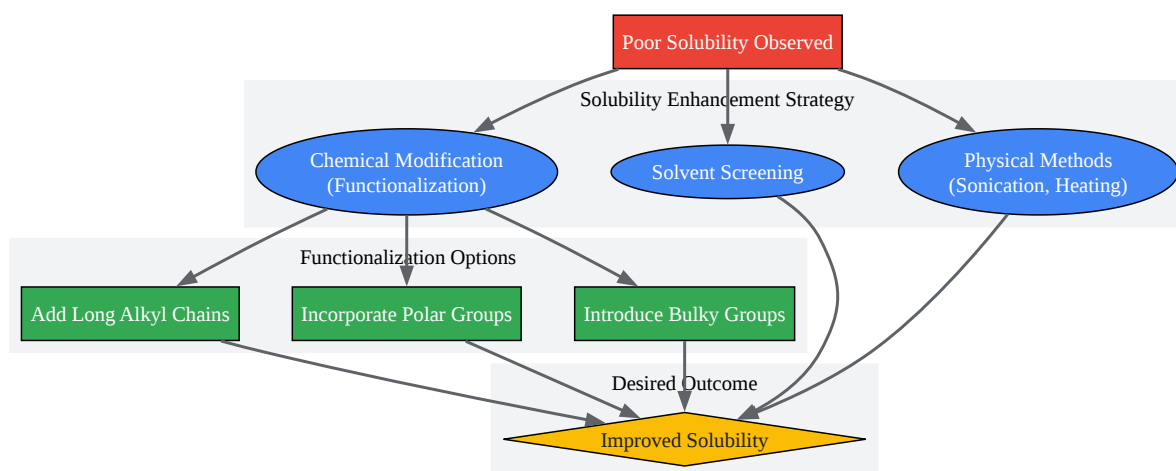 Poor Solubility Observed
Solubility Enhancement Strategy
Chemical Modification
(Functionalization)
Solvent Screening
Physical Methods
(Sonication, Heating)
Functionalization Options
Add Long Alkyl Chains
Incorporate Polar Groups
Introduce Bulky Groups
Desired Outcome
Improved Solubility